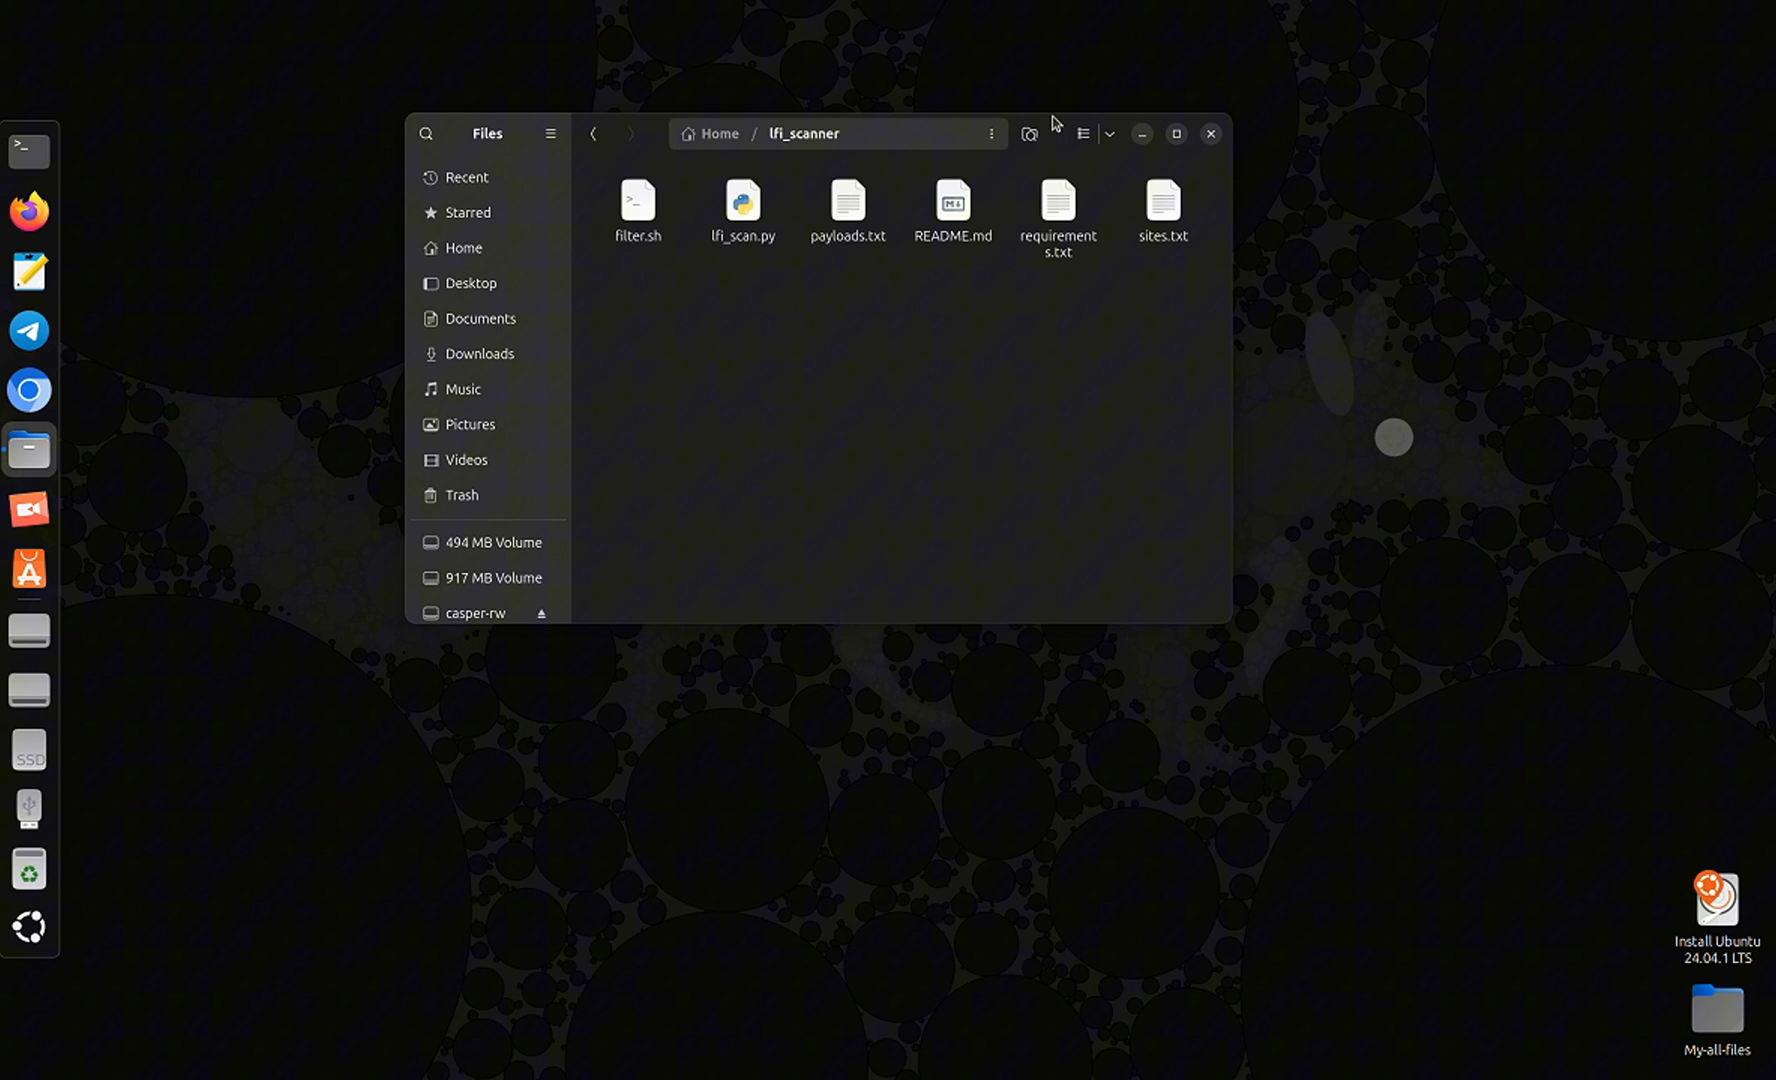 Files
Home / lfi_scanner
Recent
Starred
Home
Desktop
Documents
Downloads
Music
Pictures
Videos
Trash
494 MB Volume
917 MB Volume
casper-rw
filter.sh
lfi_scan.py
payloads.txt
README.md
requirement
s.txt
sites.txt
SSD
Install Ubuntu
24.04.1 LTS
My-all-files